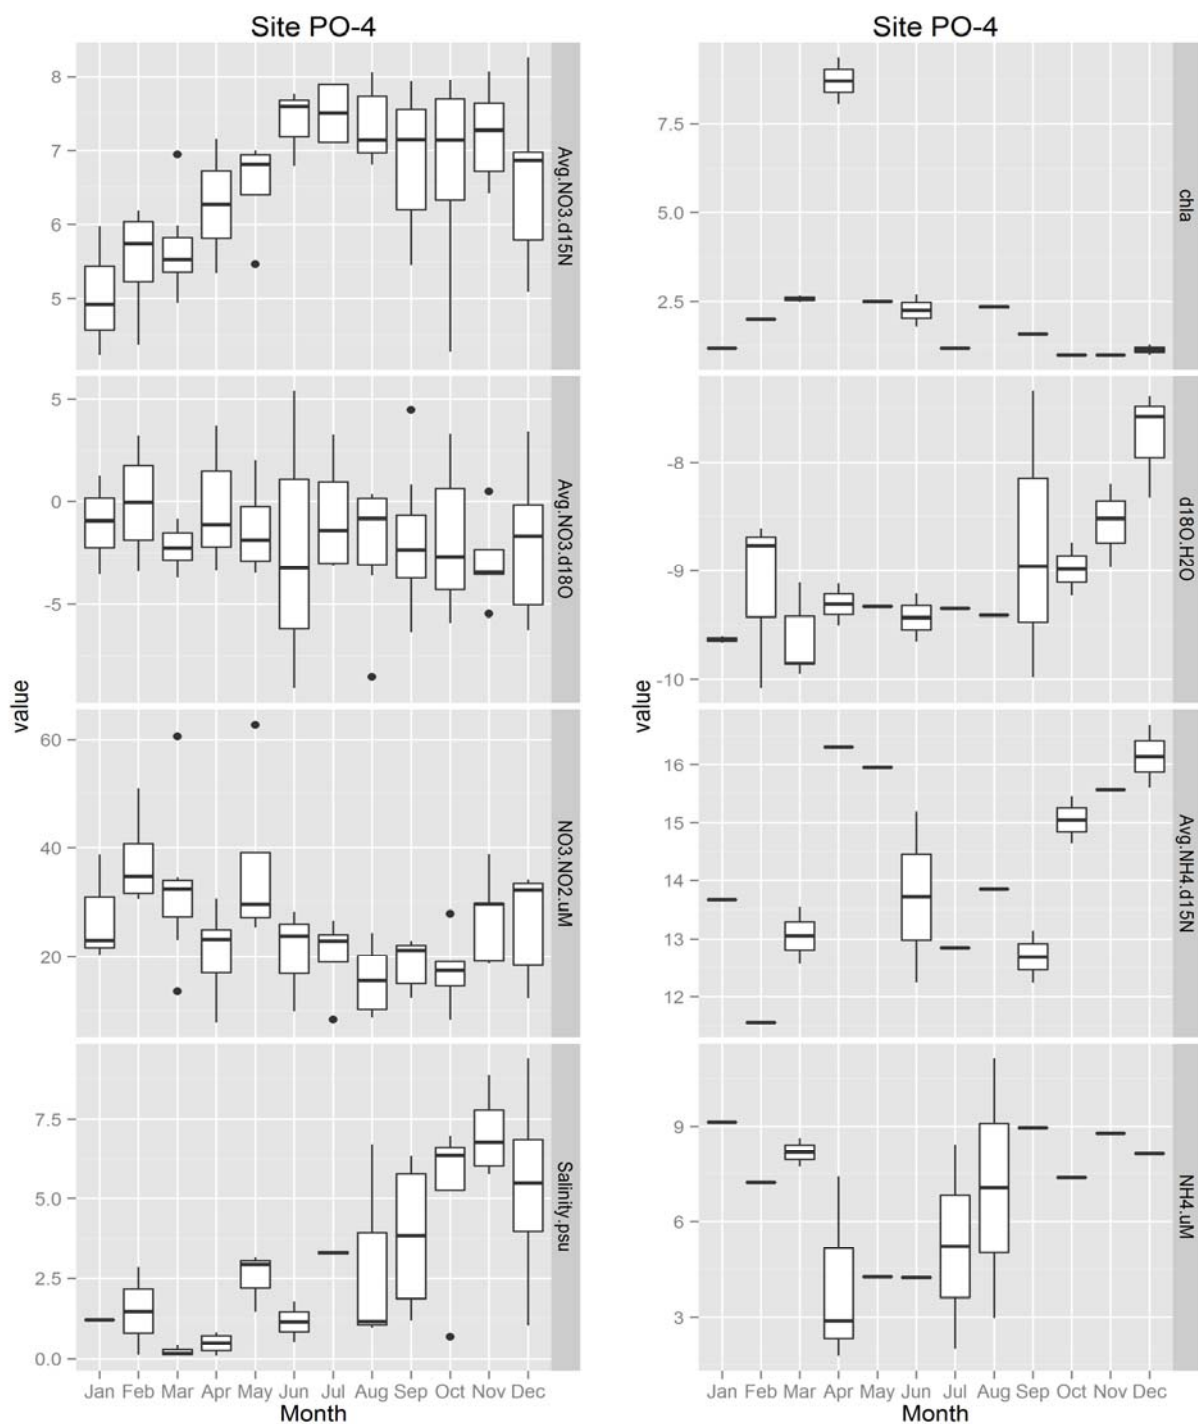 Site PO-4
8
7
6
5
Avg.NO3.d15N
5
0
-5
Avg.NO3.d18O
60
40
20
NO3.NO2.uM
7.5
5.0
2.5
0.0
Salinity.psu
value
Jan Feb Mar Apr May Jun Jul Aug Sep Oct Nov Dec
Month
Site PO-4
7.5
5.0
2.5
chla
-8
-9
-10
d18O.H2O
16
15
14
13
12
Avg.NH4.d15N
9
6
3
NH4.uM
value
Jan Feb Mar Apr May Jun Jul Aug Sep Oct Nov Dec
Month